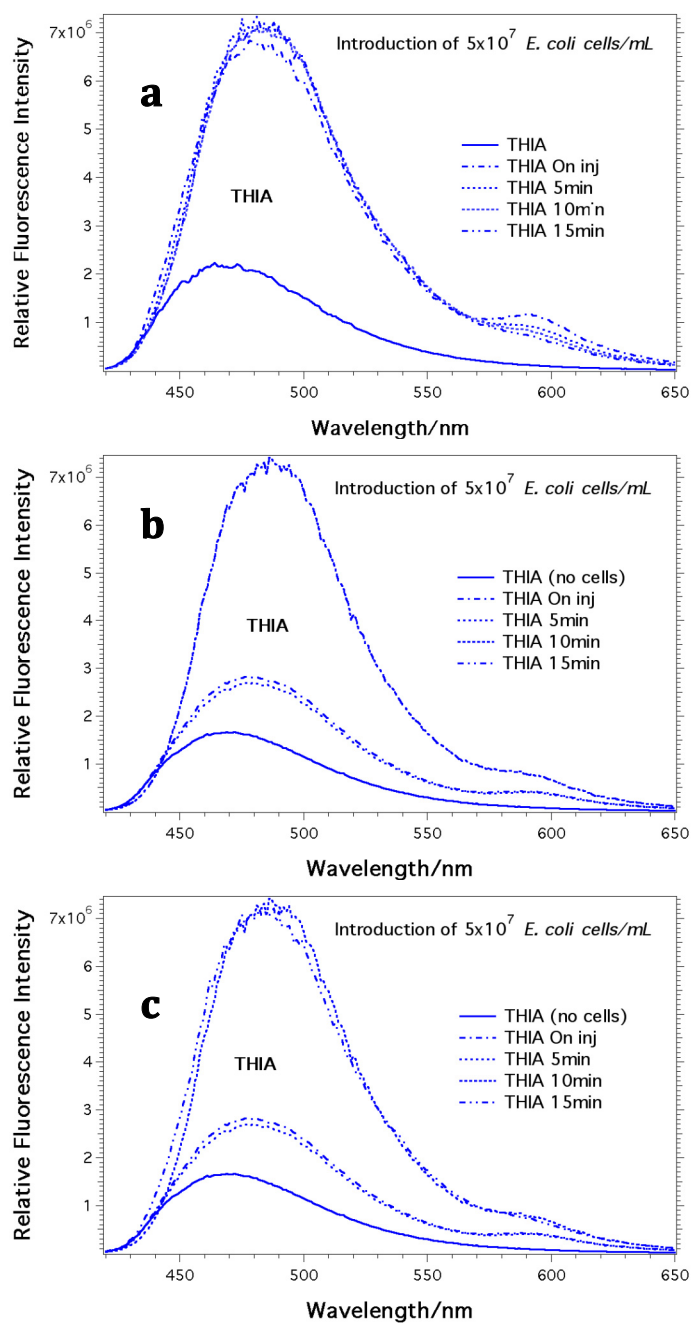 7x10⁶
Introduction of 5x10⁷ E. coli cells/mL
a
6
5
4
3
2
1
THIA
THIA On inj
THIA 5min
THIA 10m'n
THIA 15min
THIA
Relative Fluorescence Intensity
450
500
550
600
650
Wavelength/nm
7x10⁶
Introduction of 5x10⁷ E. coli cells/mL
b
6
5
4
3
2
1
THIA (no cells)
THIA On inj
THIA 5min
THIA 10min
THIA 15min
THIA
Relative Fluorescence Intensity
450
500
550
600
650
Wavelength/nm
7x10⁶
Introduction of 5x10⁷ E. coli cells/mL
c
6
5
4
3
2
1
THIA (no cells)
THIA On inj
THIA 5min
THIA 10min
THIA 15min
THIA
Relative Fluorescence Intensity
450
500
550
600
650
Wavelength/nm